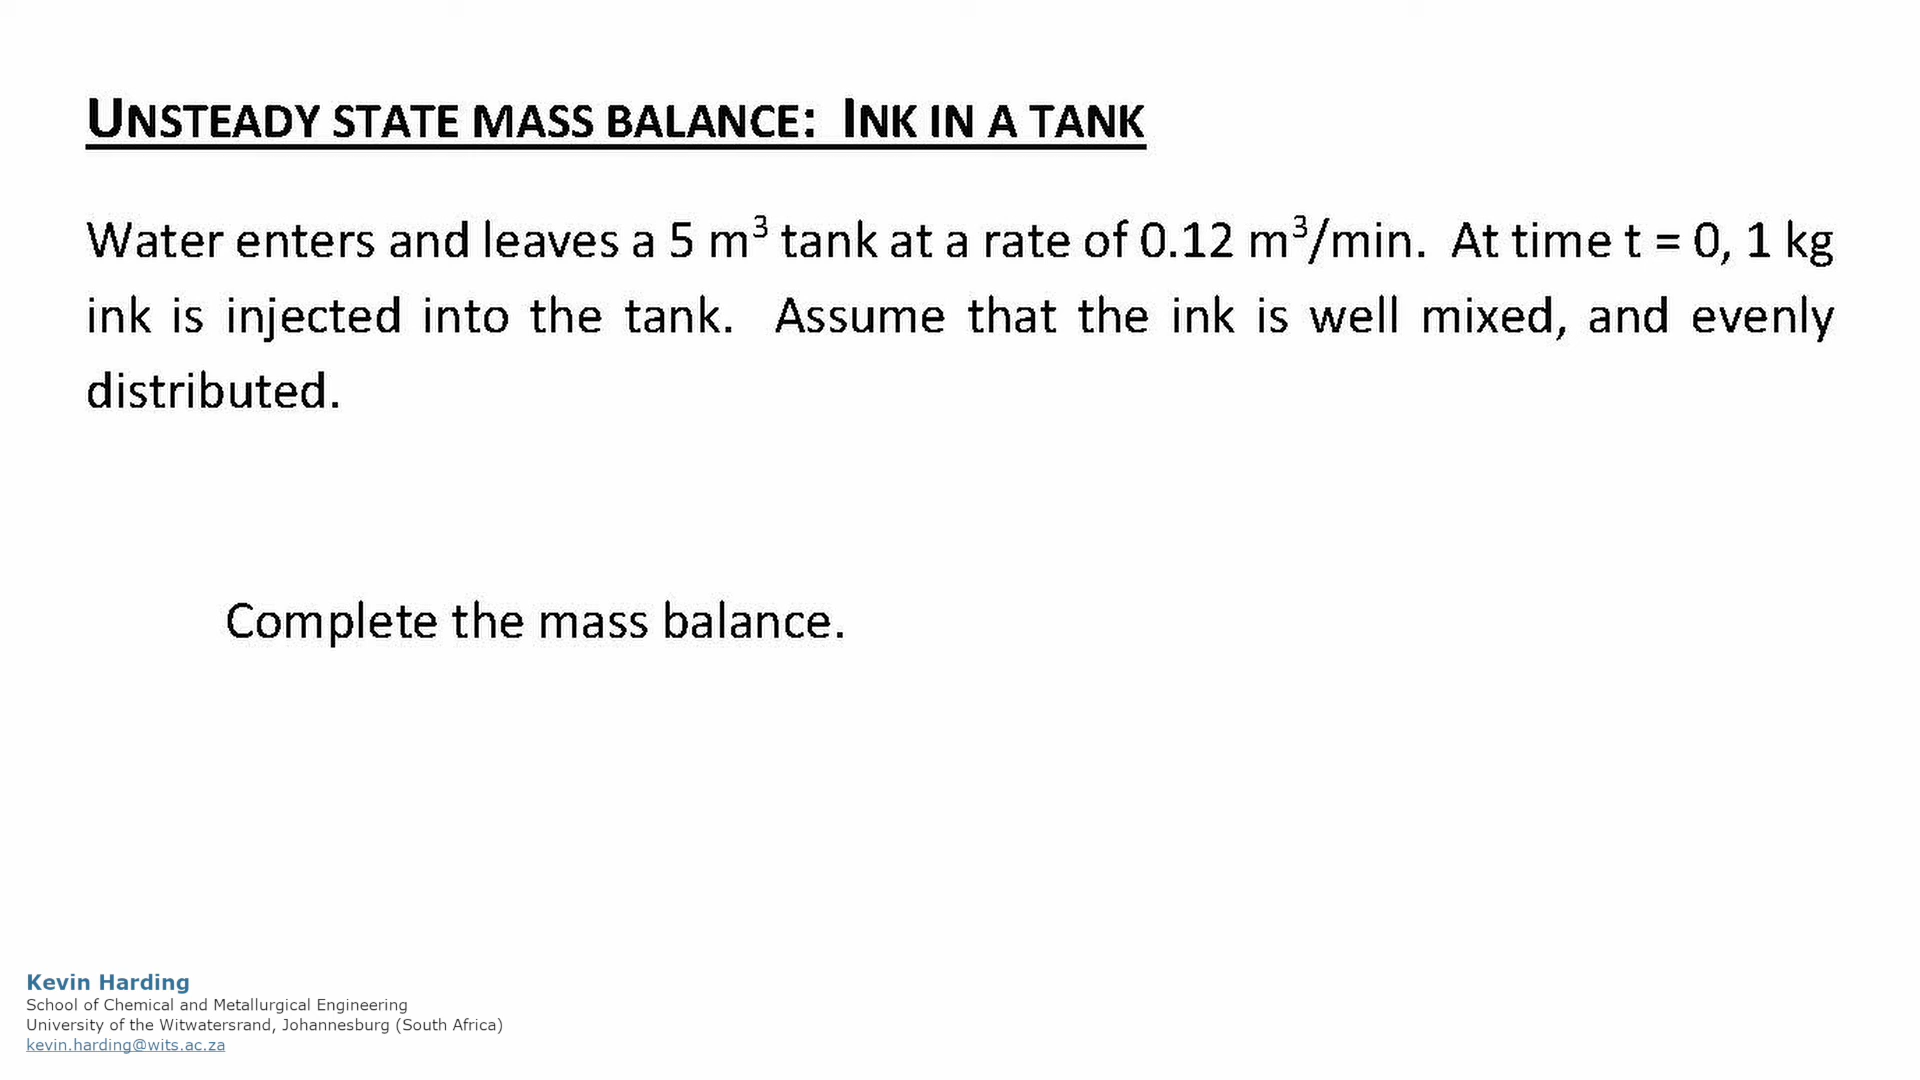 UNSTEADY STATE MASS BALANCE: INK IN A TANK
Water enters and leaves a 5 m³ tank at a rate of 0.12 m³/min. At time t = 0, 1 kg
ink is injected into the tank. Assume that the ink is well mixed, and evenly
distributed.
Complete the mass balance.
Kevin Harding
School of Chemical and Metallurgical Engineering
University of the Witwatersrand, Johannesburg (South Africa)
kevin.harding@wits.ac.za